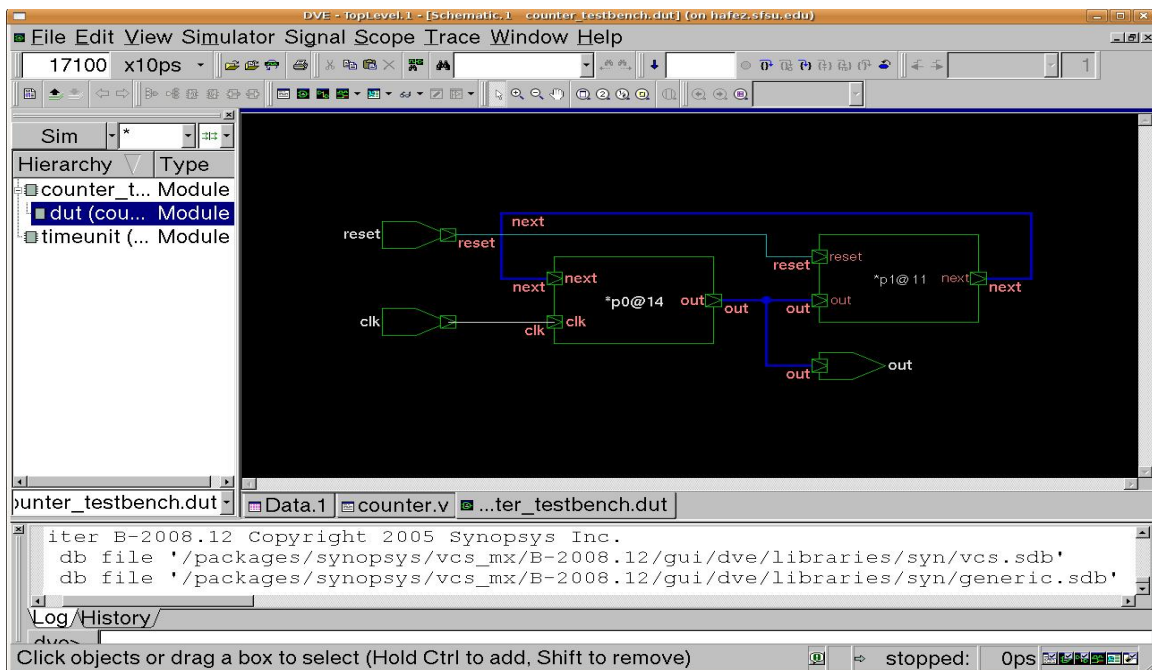 DVE - TopLevel.1 - [Schematic.1 counter_testbench.dut] (on hafez.sfsu.edu)
File Edit View Simulator Signal Scope Trace Window Help
17100 x10ps
1
Sim *
Hierarchy Type
counter_t... Module
dut (cou... Module
timeunit (... Module
next
reset
reset
reset
reset
next
next
*p0@14
out
out
out
out
*p1@11
next
next
clk
clk
clk
out
out
ounter_testbench.dut
Data.1 counter.v ...ter_testbench.dut
iter B-2008.12 Copyright 2005 Synopsys Inc.
db file '/packages/synopsys/vcs_mx/B-2008.12/gui/dve/libraries/syn/vcs.sdb'
db file '/packages/synopsys/vcs_mx/B-2008.12/gui/dve/libraries/syn/generic.sdb'
Log History
dve>
Click objects or drag a box to select (Hold Ctrl to add, Shift to remove) stopped: 0ps